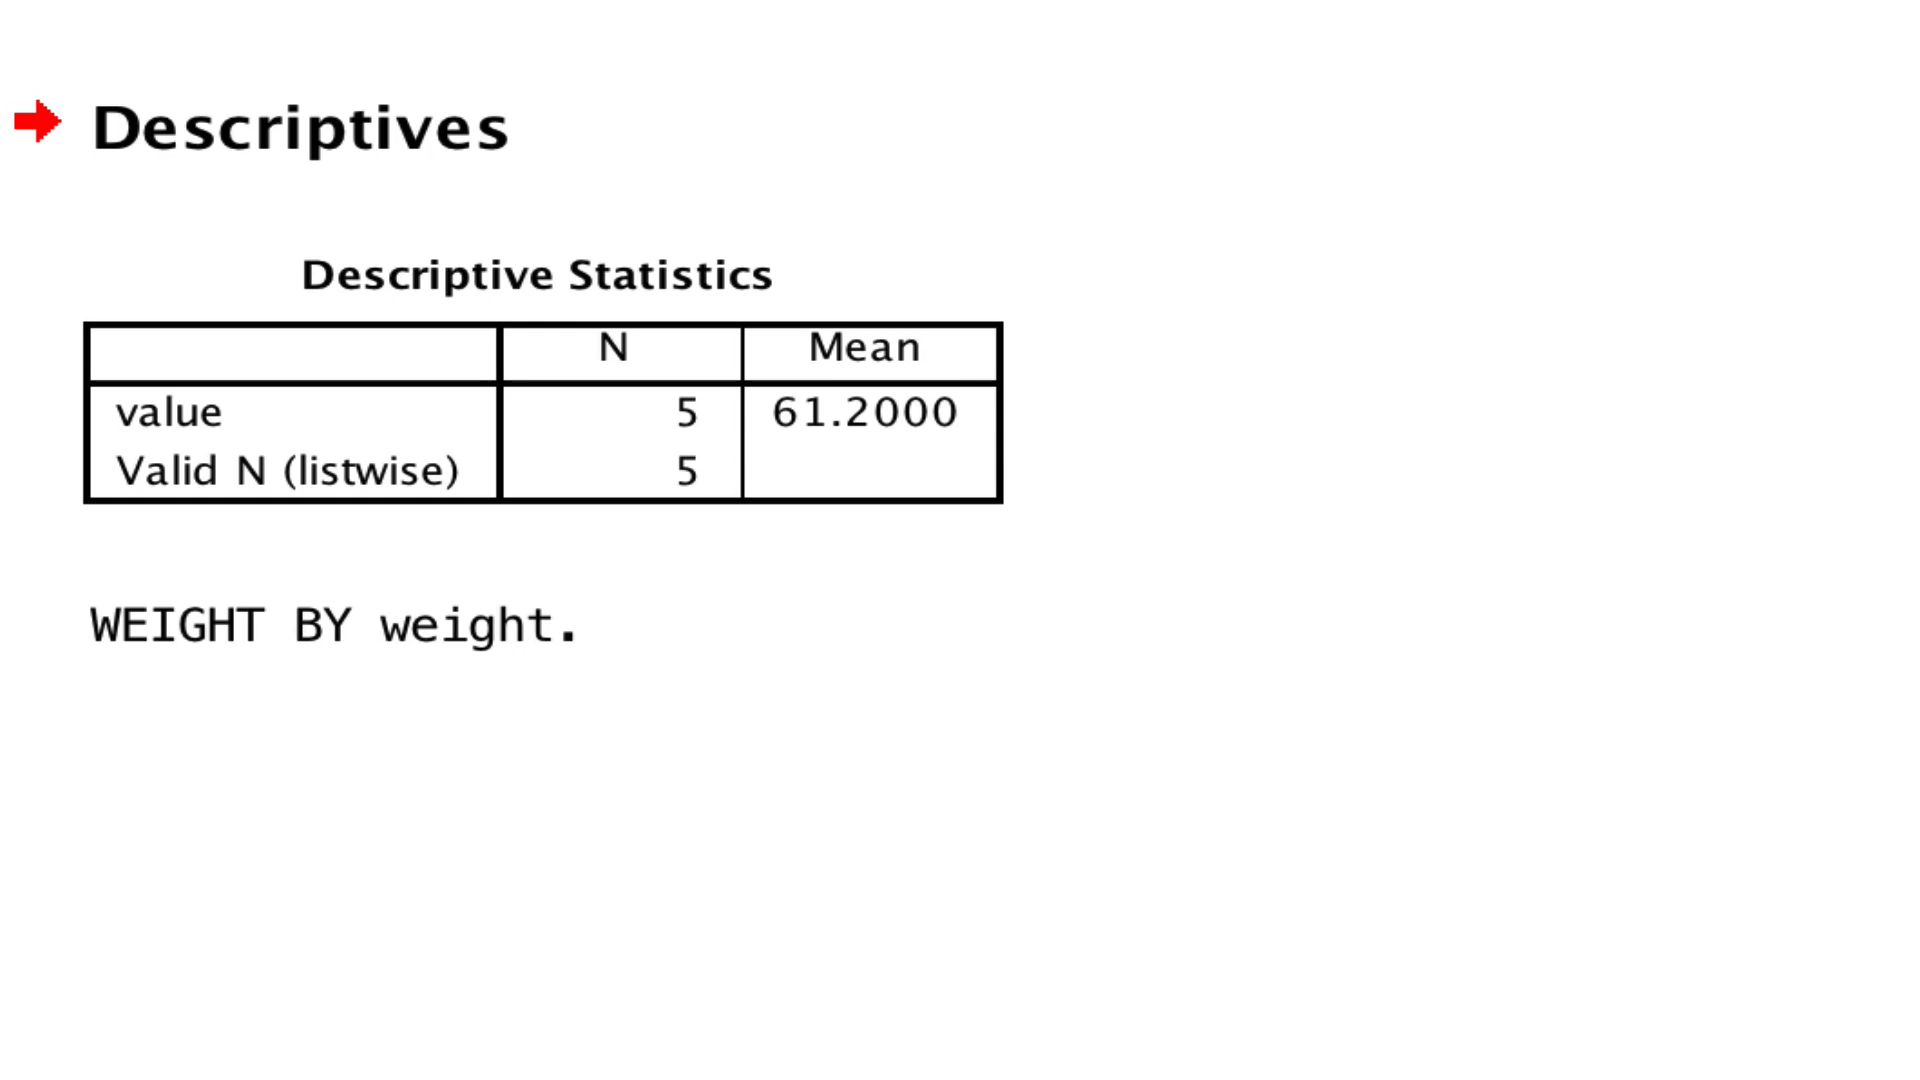 Descriptives
Descriptive Statistics
N Mean
value 5 61.2000
Valid N (listwise) 5
WEIGHT BY weight.